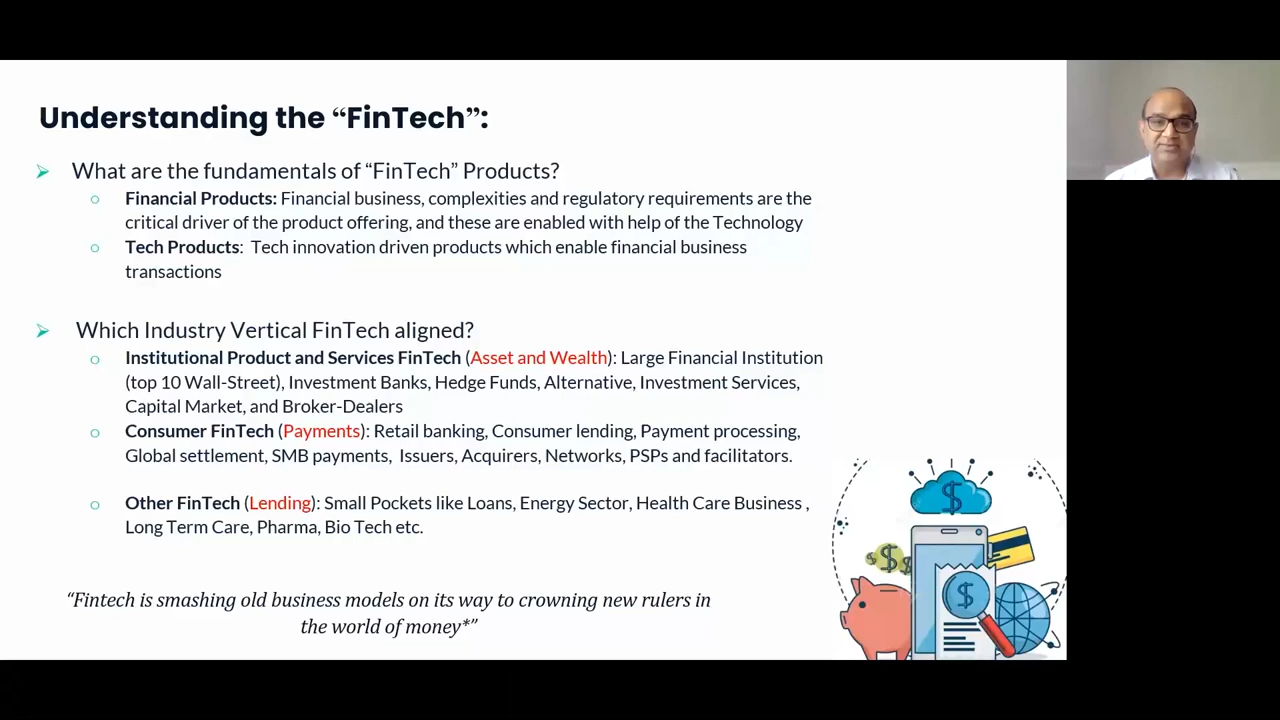 Understanding the “FinTech”:
What are the fundamentals of “FinTech” Products?
Financial Products: Financial business, complexities and regulatory requirements are the
critical driver of the product offering, and these are enabled with help of the Technology
Tech Products: Tech innovation driven products which enable financial business
transactions
Which Industry Vertical FinTech aligned?
Institutional Product and Services FinTech (Asset and Wealth): Large Financial Institution
(top 10 Wall-Street), Investment Banks, Hedge Funds, Alternative, Investment Services,
Capital Market, and Broker-Dealers
Consumer FinTech (Payments): Retail banking, Consumer lending, Payment processing,
Global settlement, SMB payments, Issuers, Acquirers, Networks, PSPs and facilitators.
Other FinTech (Lending): Small Pockets like Loans, Energy Sector, Health Care Business ,
Long Term Care, Pharma, Bio Tech etc.
“Fintech is smashing old business models on its way to crowning new rulers in
the world of money*”